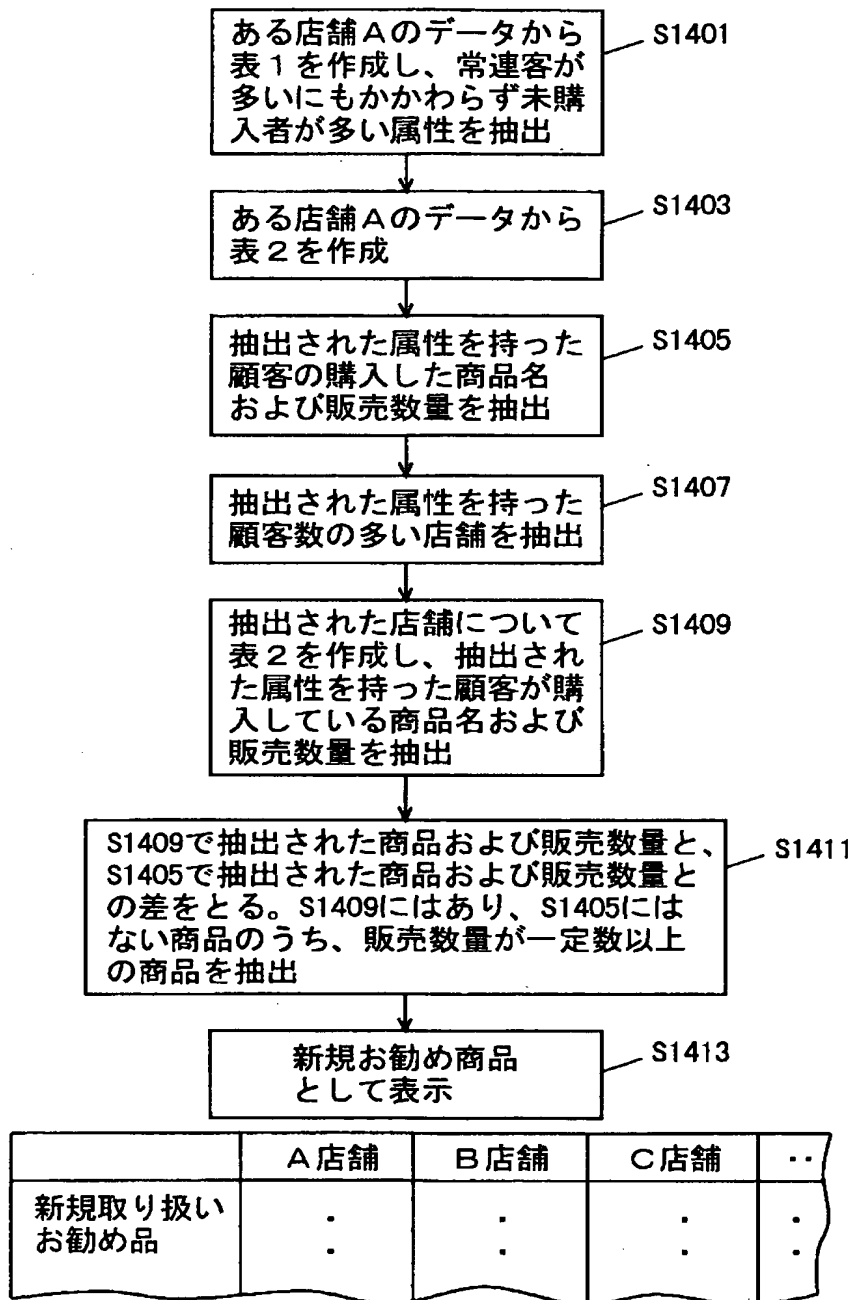 ある店舗Aのデータから
表1を作成し、常連客が
多いにもかかわらず未購
入者が多い属性を抽出
S1401
ある店舗Aのデータから
表2を作成
S1403
抽出された属性を持った
顧客の購入した商品名
および販売数量を抽出
S1405
抽出された属性を持った
顧客数の多い店舗を抽出
S1407
抽出された店舗について
表2を作成し、抽出され
た属性を持った顧客が購
入している商品名および
販売数量を抽出
S1409
S1409で抽出された商品および販売数量と、
S1405で抽出された商品および販売数量と
の差をとる。S1409にはあり、S1405には
ない商品のうち、販売数量が一定数以上
の商品を抽出
S1411
新規お勧め商品
として表示
S1413
A店舗 B店舗 C店舗 ・・
新規取り扱い
お勧め品